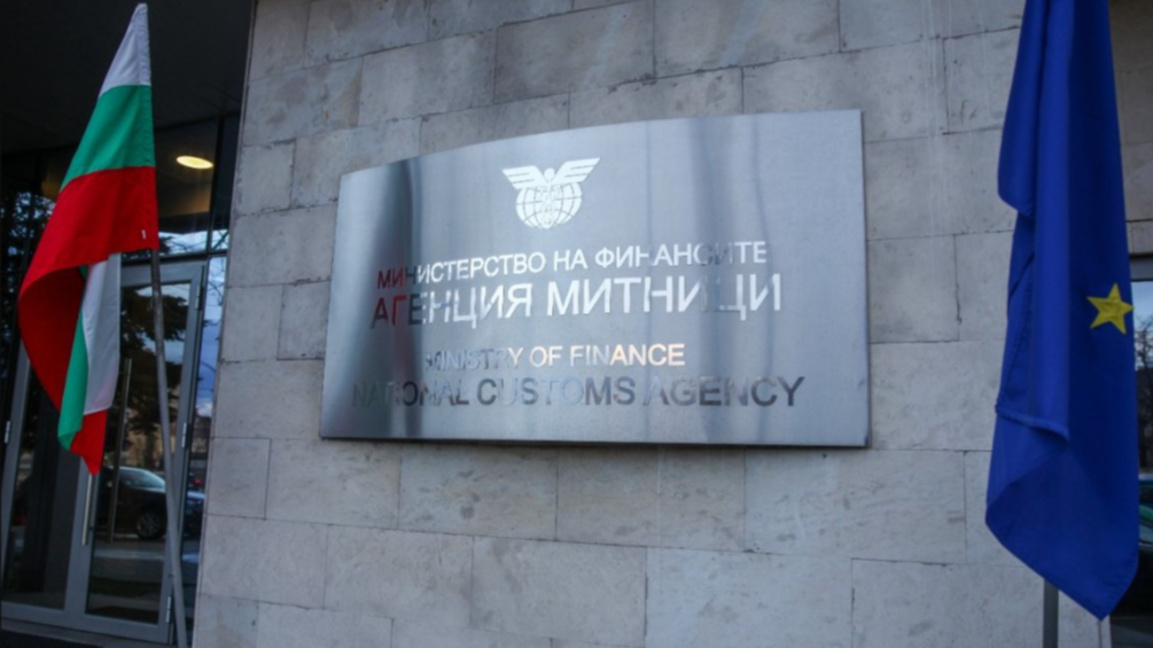 МИНИСТЕРСТВО НА ФИНАНСИТЕ
АГЕНЦИЯ МИТНИЦИ
MINISTRY OF FINANCE
NATIONAL CUSTOMS AGENCY